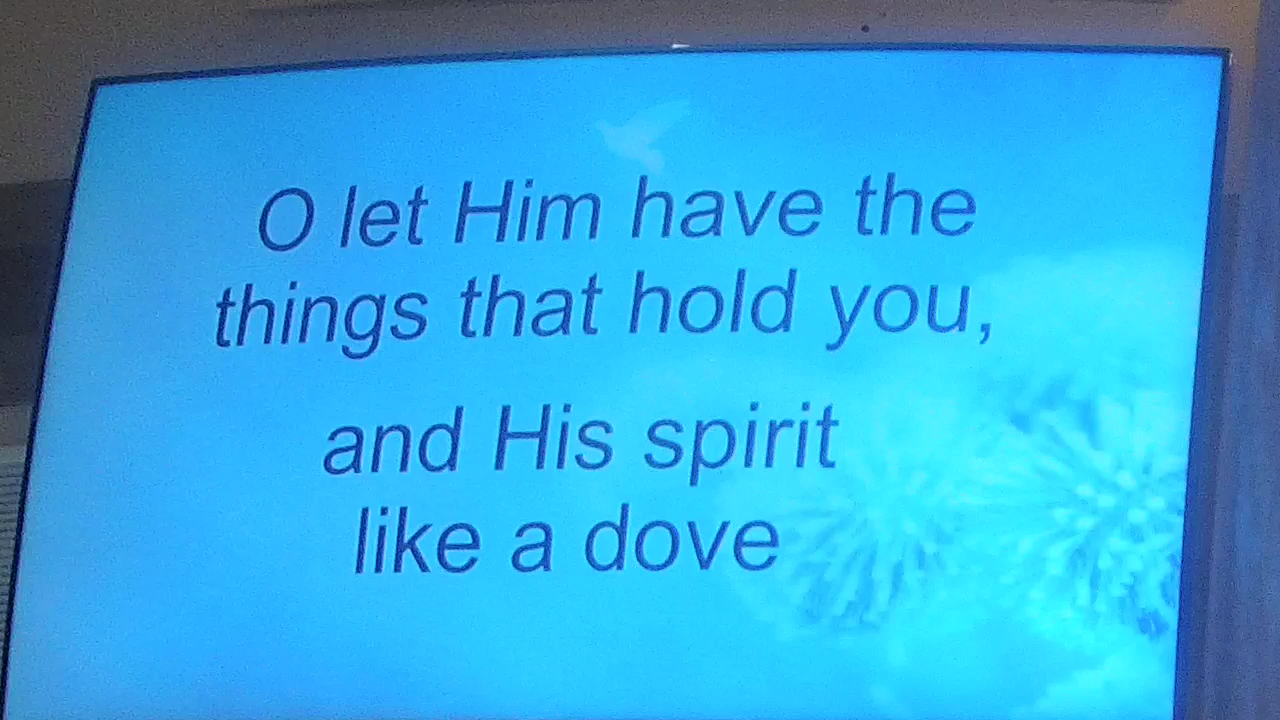 O let Him have the
things that hold you,
and His spirit
like a dove